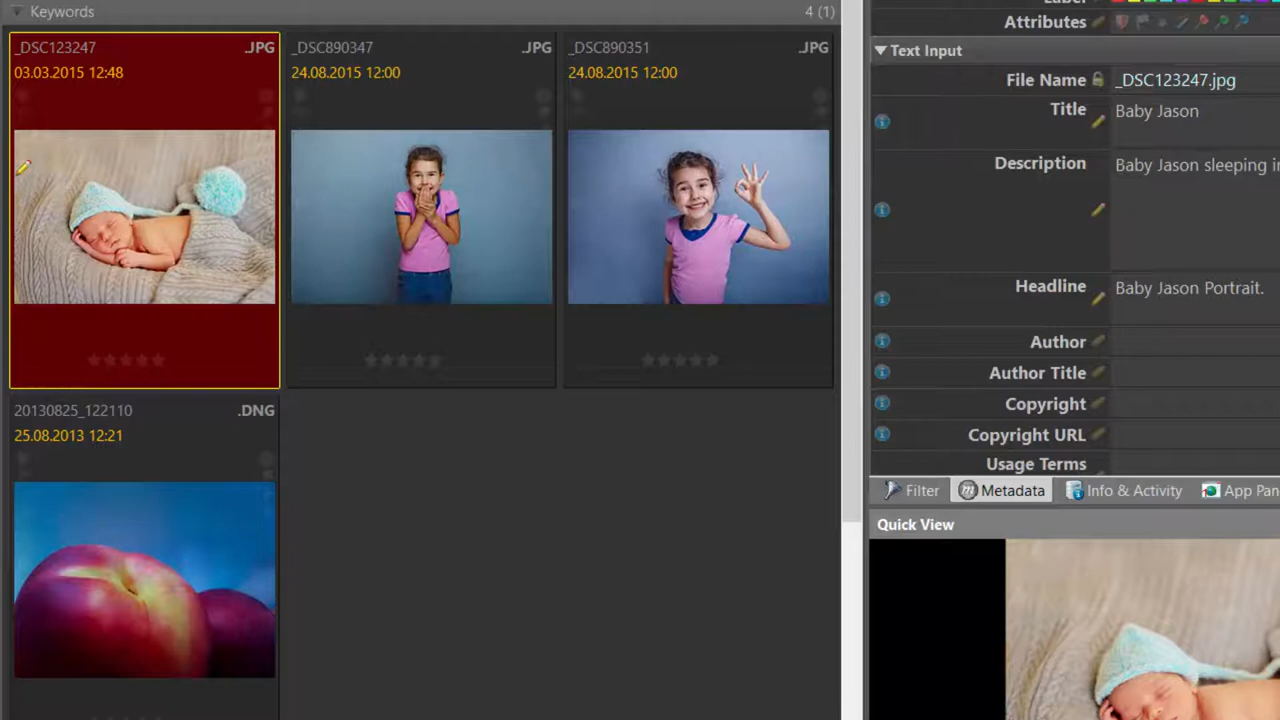 Keywords 4 (1)
_DSC123247 .JPG
03.03.2015 12:48
_DSC890347 .JPG
24.08.2015 12:00
_DSC890351 .JPG
24.08.2015 12:00
20130825_122110 .DNG
25.08.2013 12:21
Label
Attributes
Text Input
File Name _DSC123247.jpg
Title Baby Jason
Description Baby Jason sleeping in
Headline Baby Jason Portrait.
Author
Author Title
Copyright
Copyright URL
Usage Terms
Filter Metadata Info & Activity App Pan
Quick View